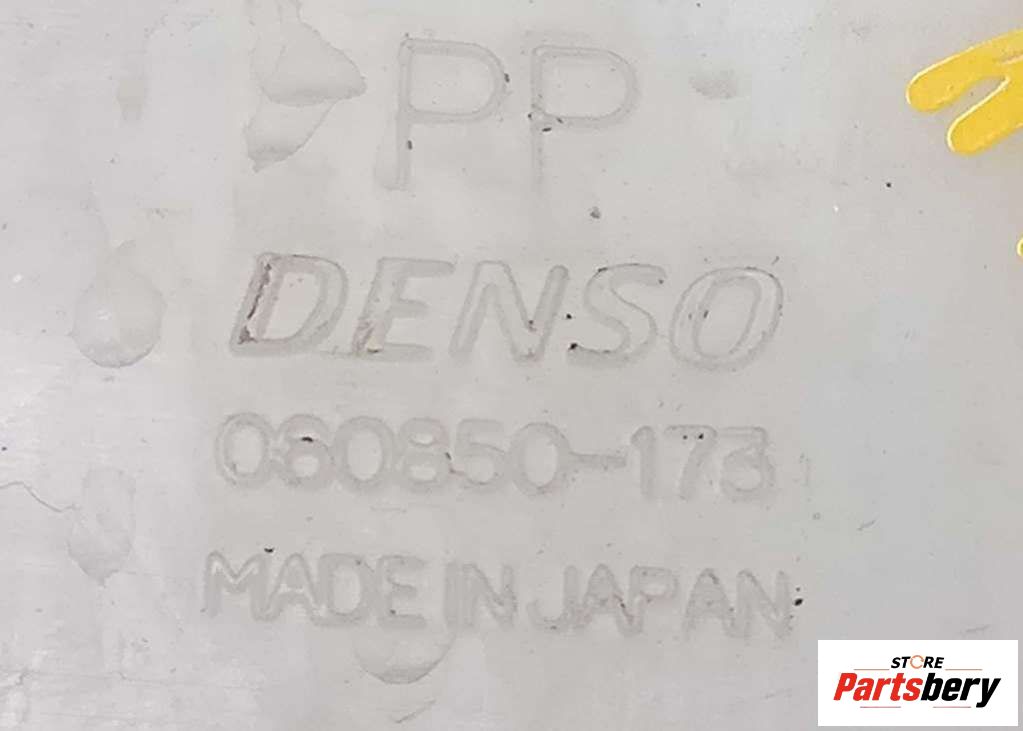 PP
DENSO
060850-173
MADE IN JAPAN
STORE
Partsbery